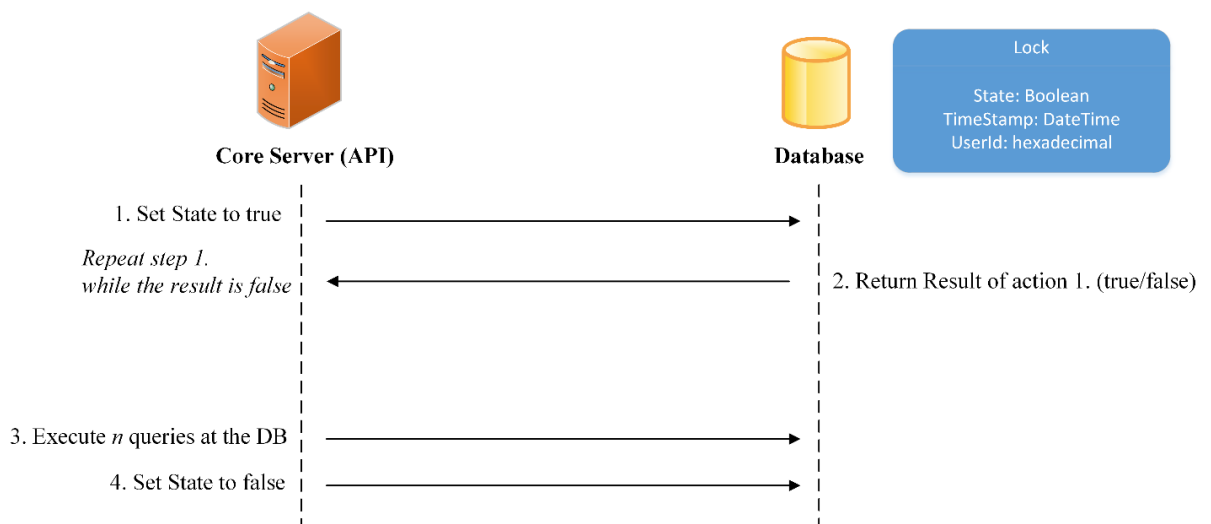 Lock
State: Boolean
TimeStamp: DateTime
UserId: hexadecimal
Core Server (API)
Database
1. Set State to true
Repeat step 1.
while the result is false
2. Return Result of action 1. (true/false)
3. Execute n queries at the DB
4. Set State to false